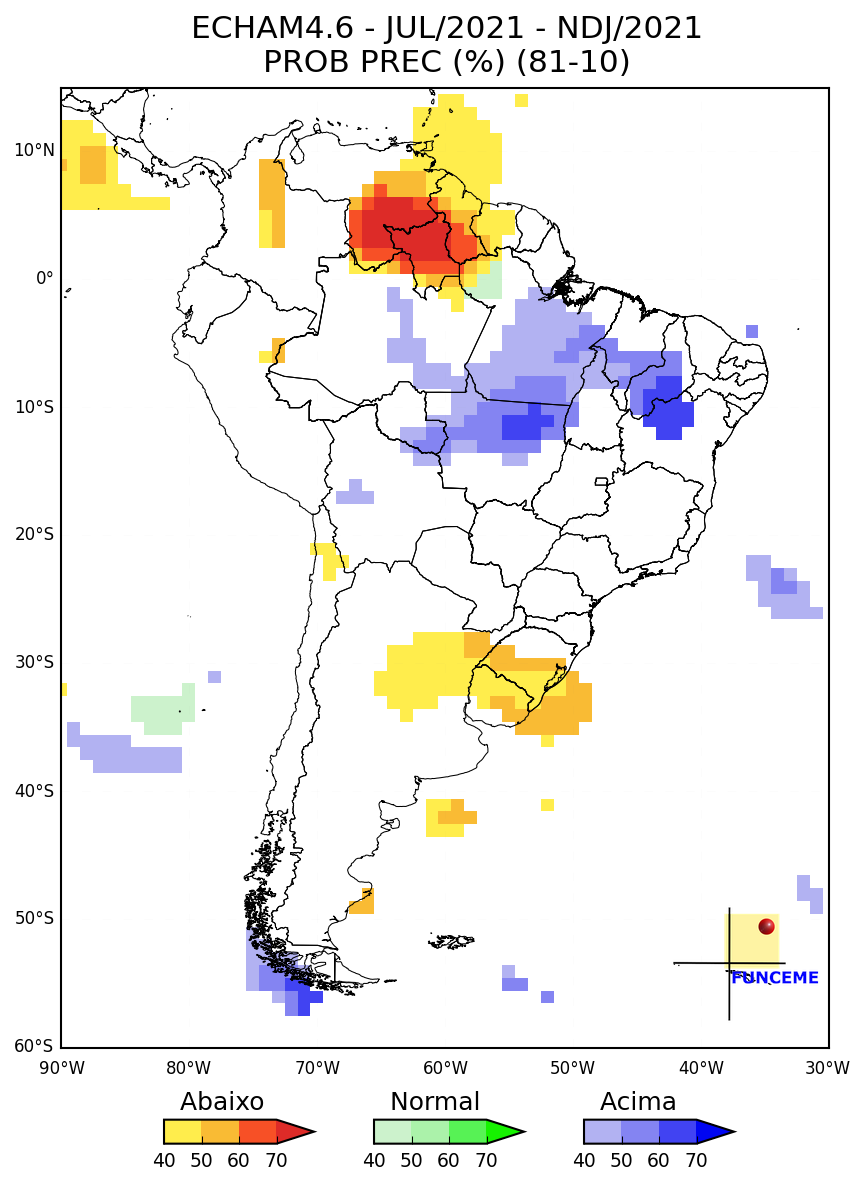 ECHAM4.6 - JUL/2021 - NDJ/2021
PROB PREC (%) (81-10)
10°N
0°
10°S
20°S
30°S
40°S
50°S
60°S
FUNCEME
90°W 80°W 70°W 60°W 50°W 40°W 30°W
Abaixo Normal Acima
40 50 60 70 40 50 60 70 40 50 60 70